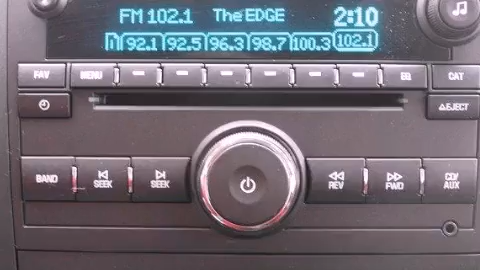 FM 102.1 The EDGE 2:10
1 92.1 92.5 96.3 98.7 100.3 102.1
FAV MENU EQ CAT
EJECT
BAND SEEK SEEK REV FWD CD/AUX